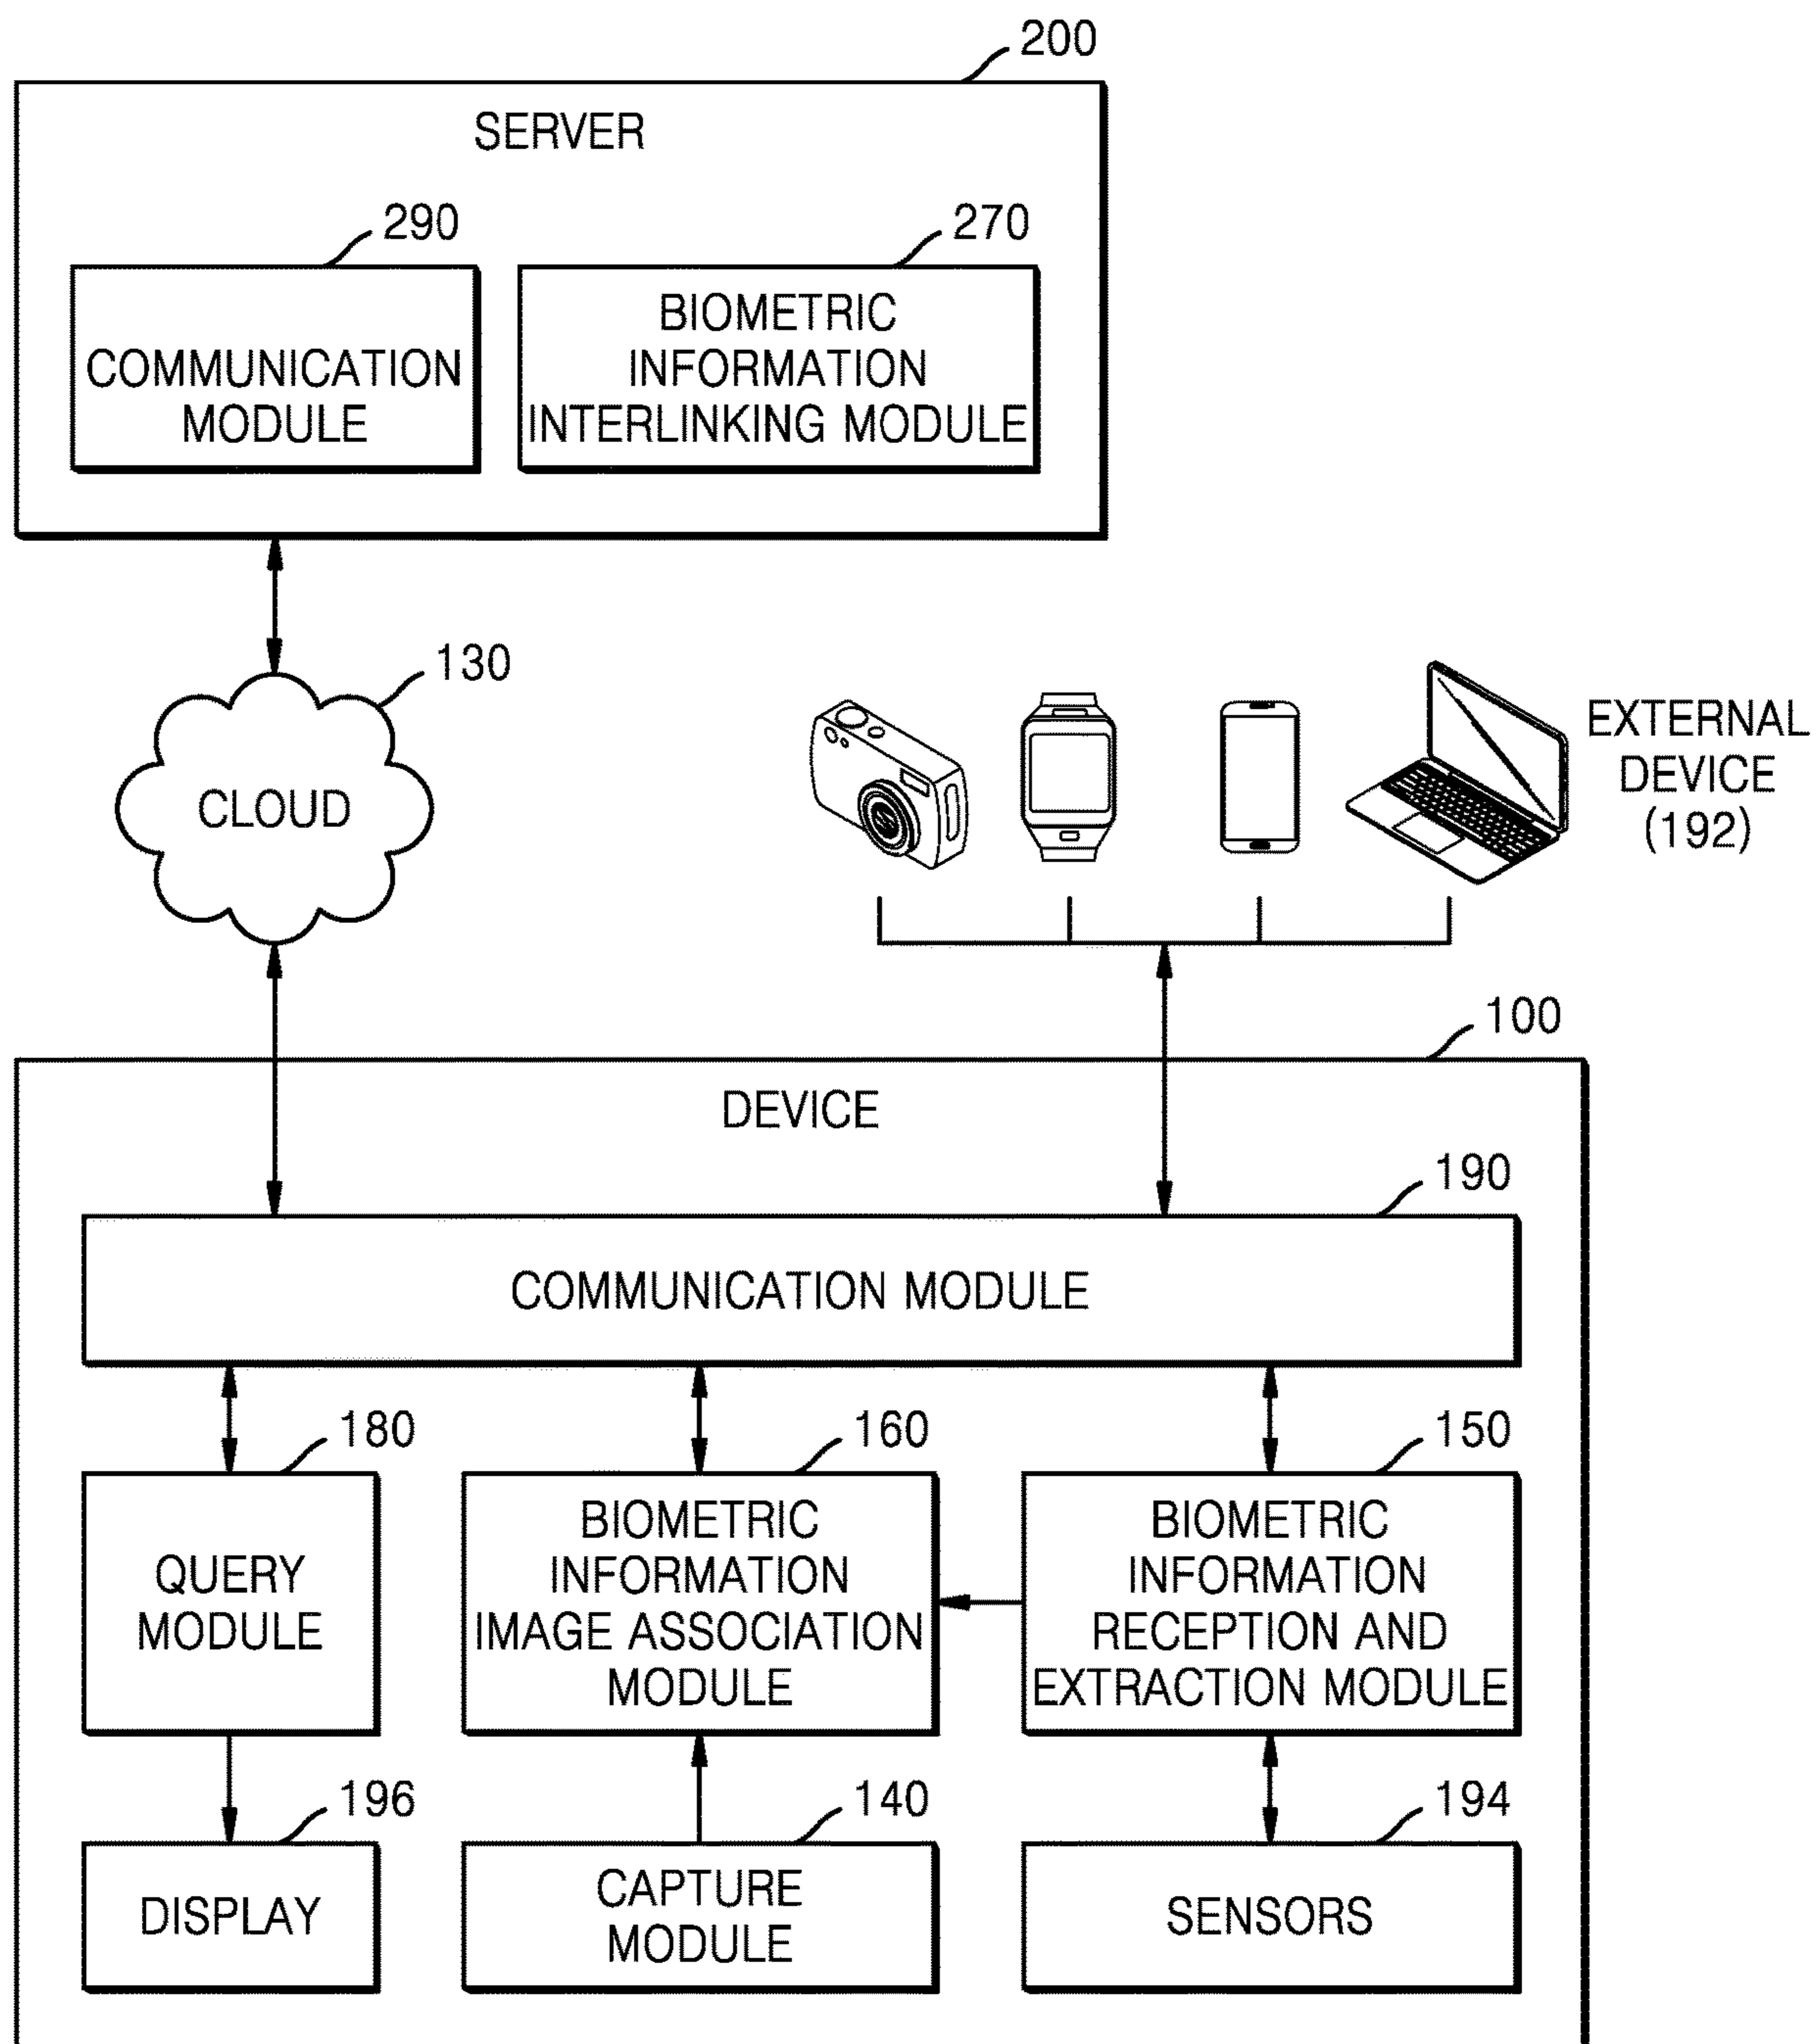 200
SERVER
290
270
COMMUNICATION
MODULE
BIOMETRIC
INFORMATION
INTERLINKING MODULE
130
CLOUD
EXTERNAL
DEVICE
(192)
100
DEVICE
190
COMMUNICATION MODULE
180
160
150
QUERY
MODULE
BIOMETRIC
INFORMATION
IMAGE ASSOCIATION
MODULE
BIOMETRIC
INFORMATION
RECEPTION AND
EXTRACTION MODULE
196
140
194
DISPLAY
CAPTURE
MODULE
SENSORS